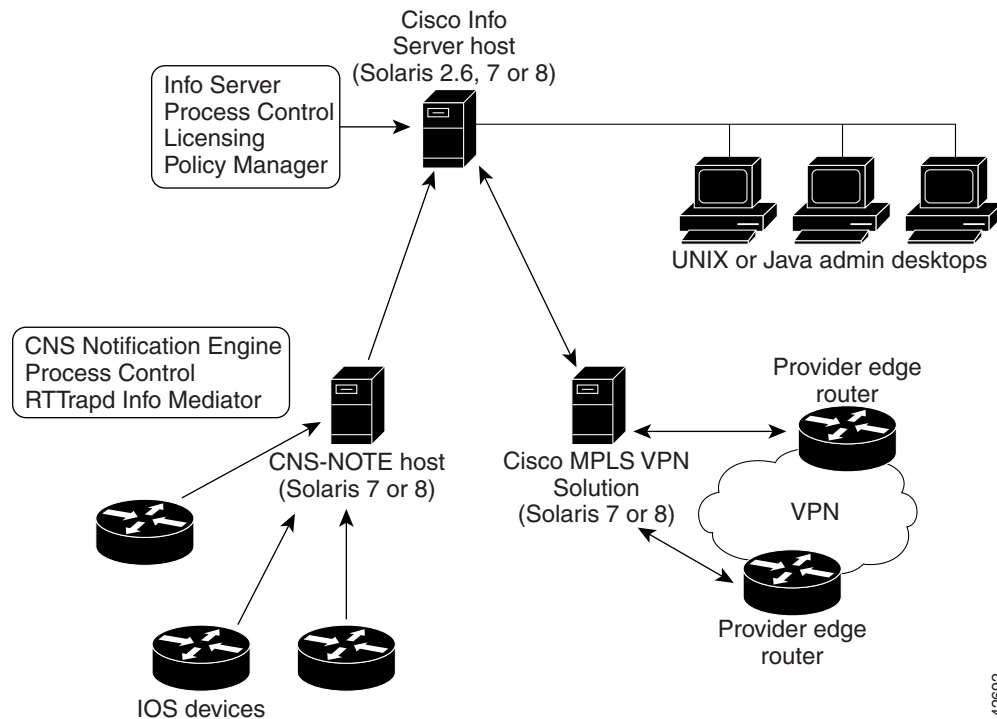 Cisco Info
Server host
(Solaris 2.6, 7 or 8)
Info Server
Process Control
Licensing
Policy Manager
UNIX or Java admin desktops
CNS Notification Engine
Process Control
RTTrapd Info Mediator
CNS-NOTE host
(Solaris 7 or 8)
Cisco MPLS VPN
Solution
(Solaris 7 or 8)
Provider edge
router
VPN
Provider edge
router
IOS devices